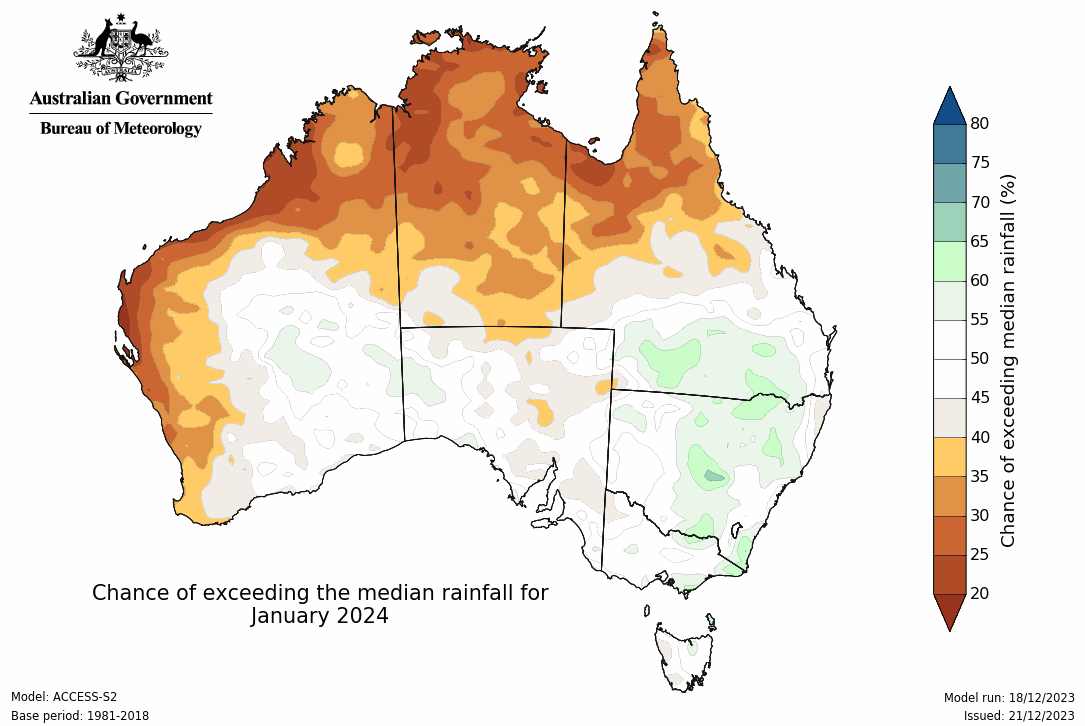 AUSTRALIA
Australian Government
Bureau of Meteorology
80
75
70
65
60
55
50
45
40
35
30
25
20
Chance of exceeding median rainfall (%)
Chance of exceeding the median rainfall for
January 2024
Model: ACCESS-S2
Base period: 1981-2018
Model run: 18/12/2023
Issued: 21/12/2023